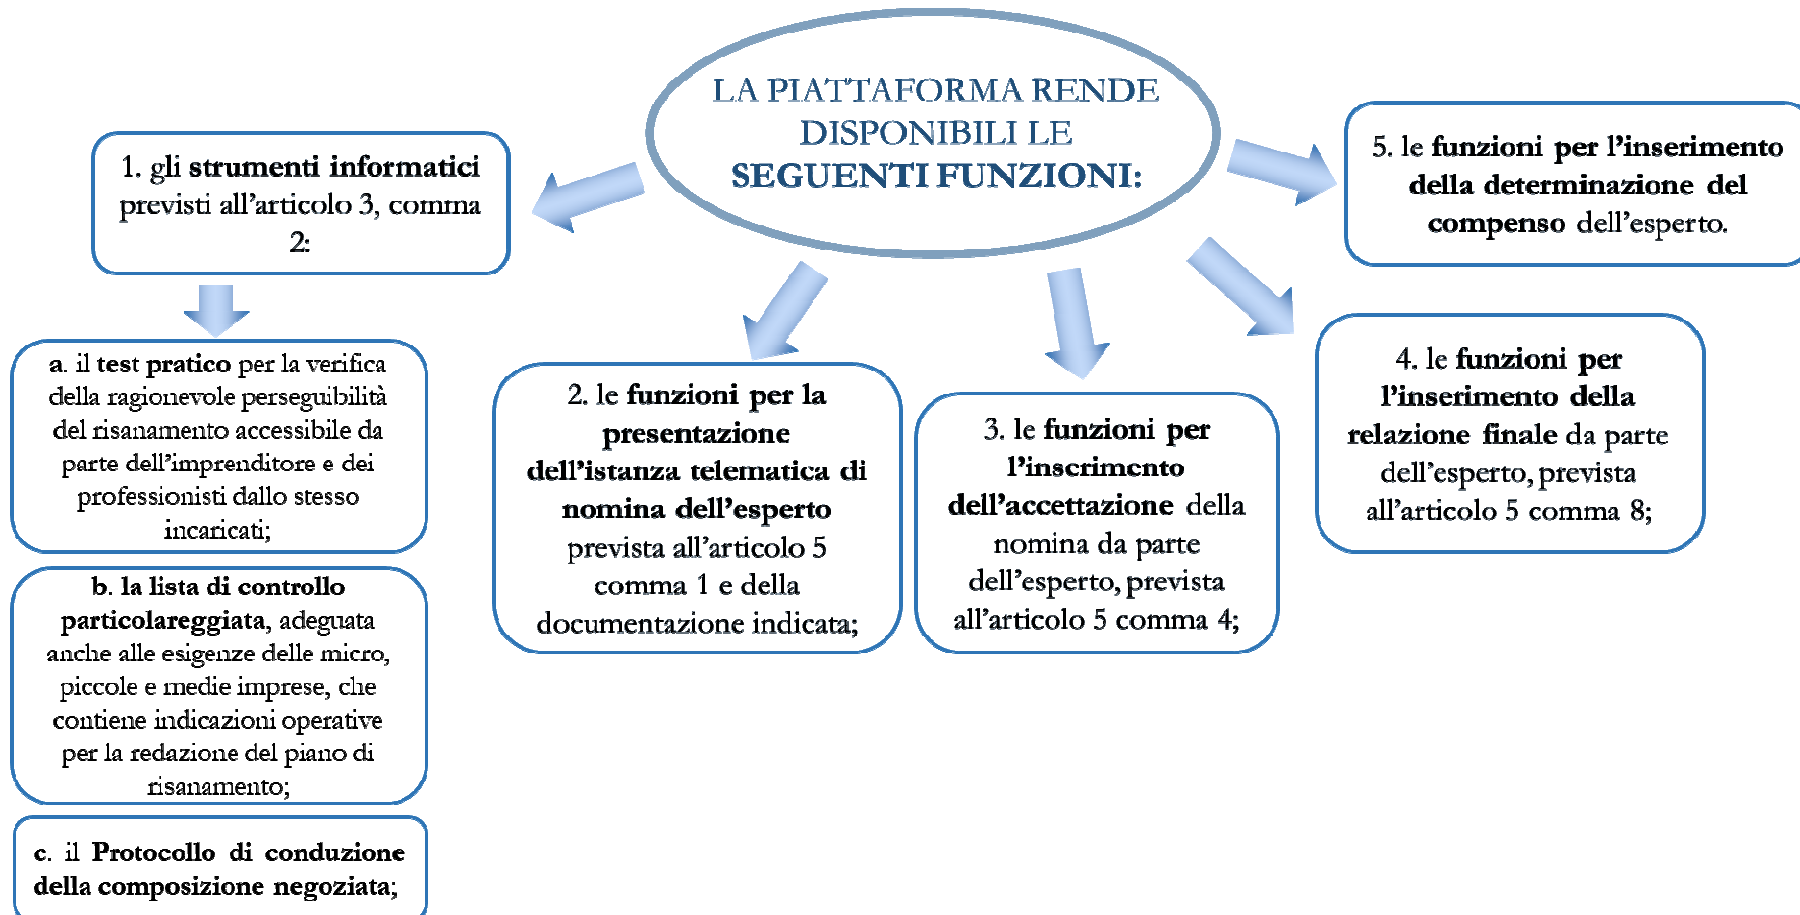 LA PIATTAFORMA RENDE
DISPONIBILI LE
SEGUENTI FUNZIONI:
1. gli strumenti informatici
previsti all'articolo 3, comma
2:
a. il test pratico per la verifica
della ragionevole perseguibilità
del risanamento accessibile da
parte dell'imprenditore e dei
professionisti dallo stesso
incaricati;
b. la lista di controllo
particolareggiata, adeguata
anche alle esigenze delle micro,
piccole e medie imprese, che
contiene indicazioni operative
per la redazione del piano di
risanamento;
c. il Protocollo di conduzione
della composizione negoziata;
2. le funzioni per la
presentazione
dell'istanza telematica di
nomina dell'esperto
prevista all'articolo 5
comma 1 e della
documentazione indicata;
3. le funzioni per
l'inserimento
dell'accettazione della
nomina da parte
dell'esperto, prevista
all'articolo 5 comma 4;
4. le funzioni per
l'inserimento della
relazione finale da parte
dell'esperto, prevista
all'articolo 5 comma 8;
5. le funzioni per l'inserimento
della determinazione del
compenso dell'esperto.